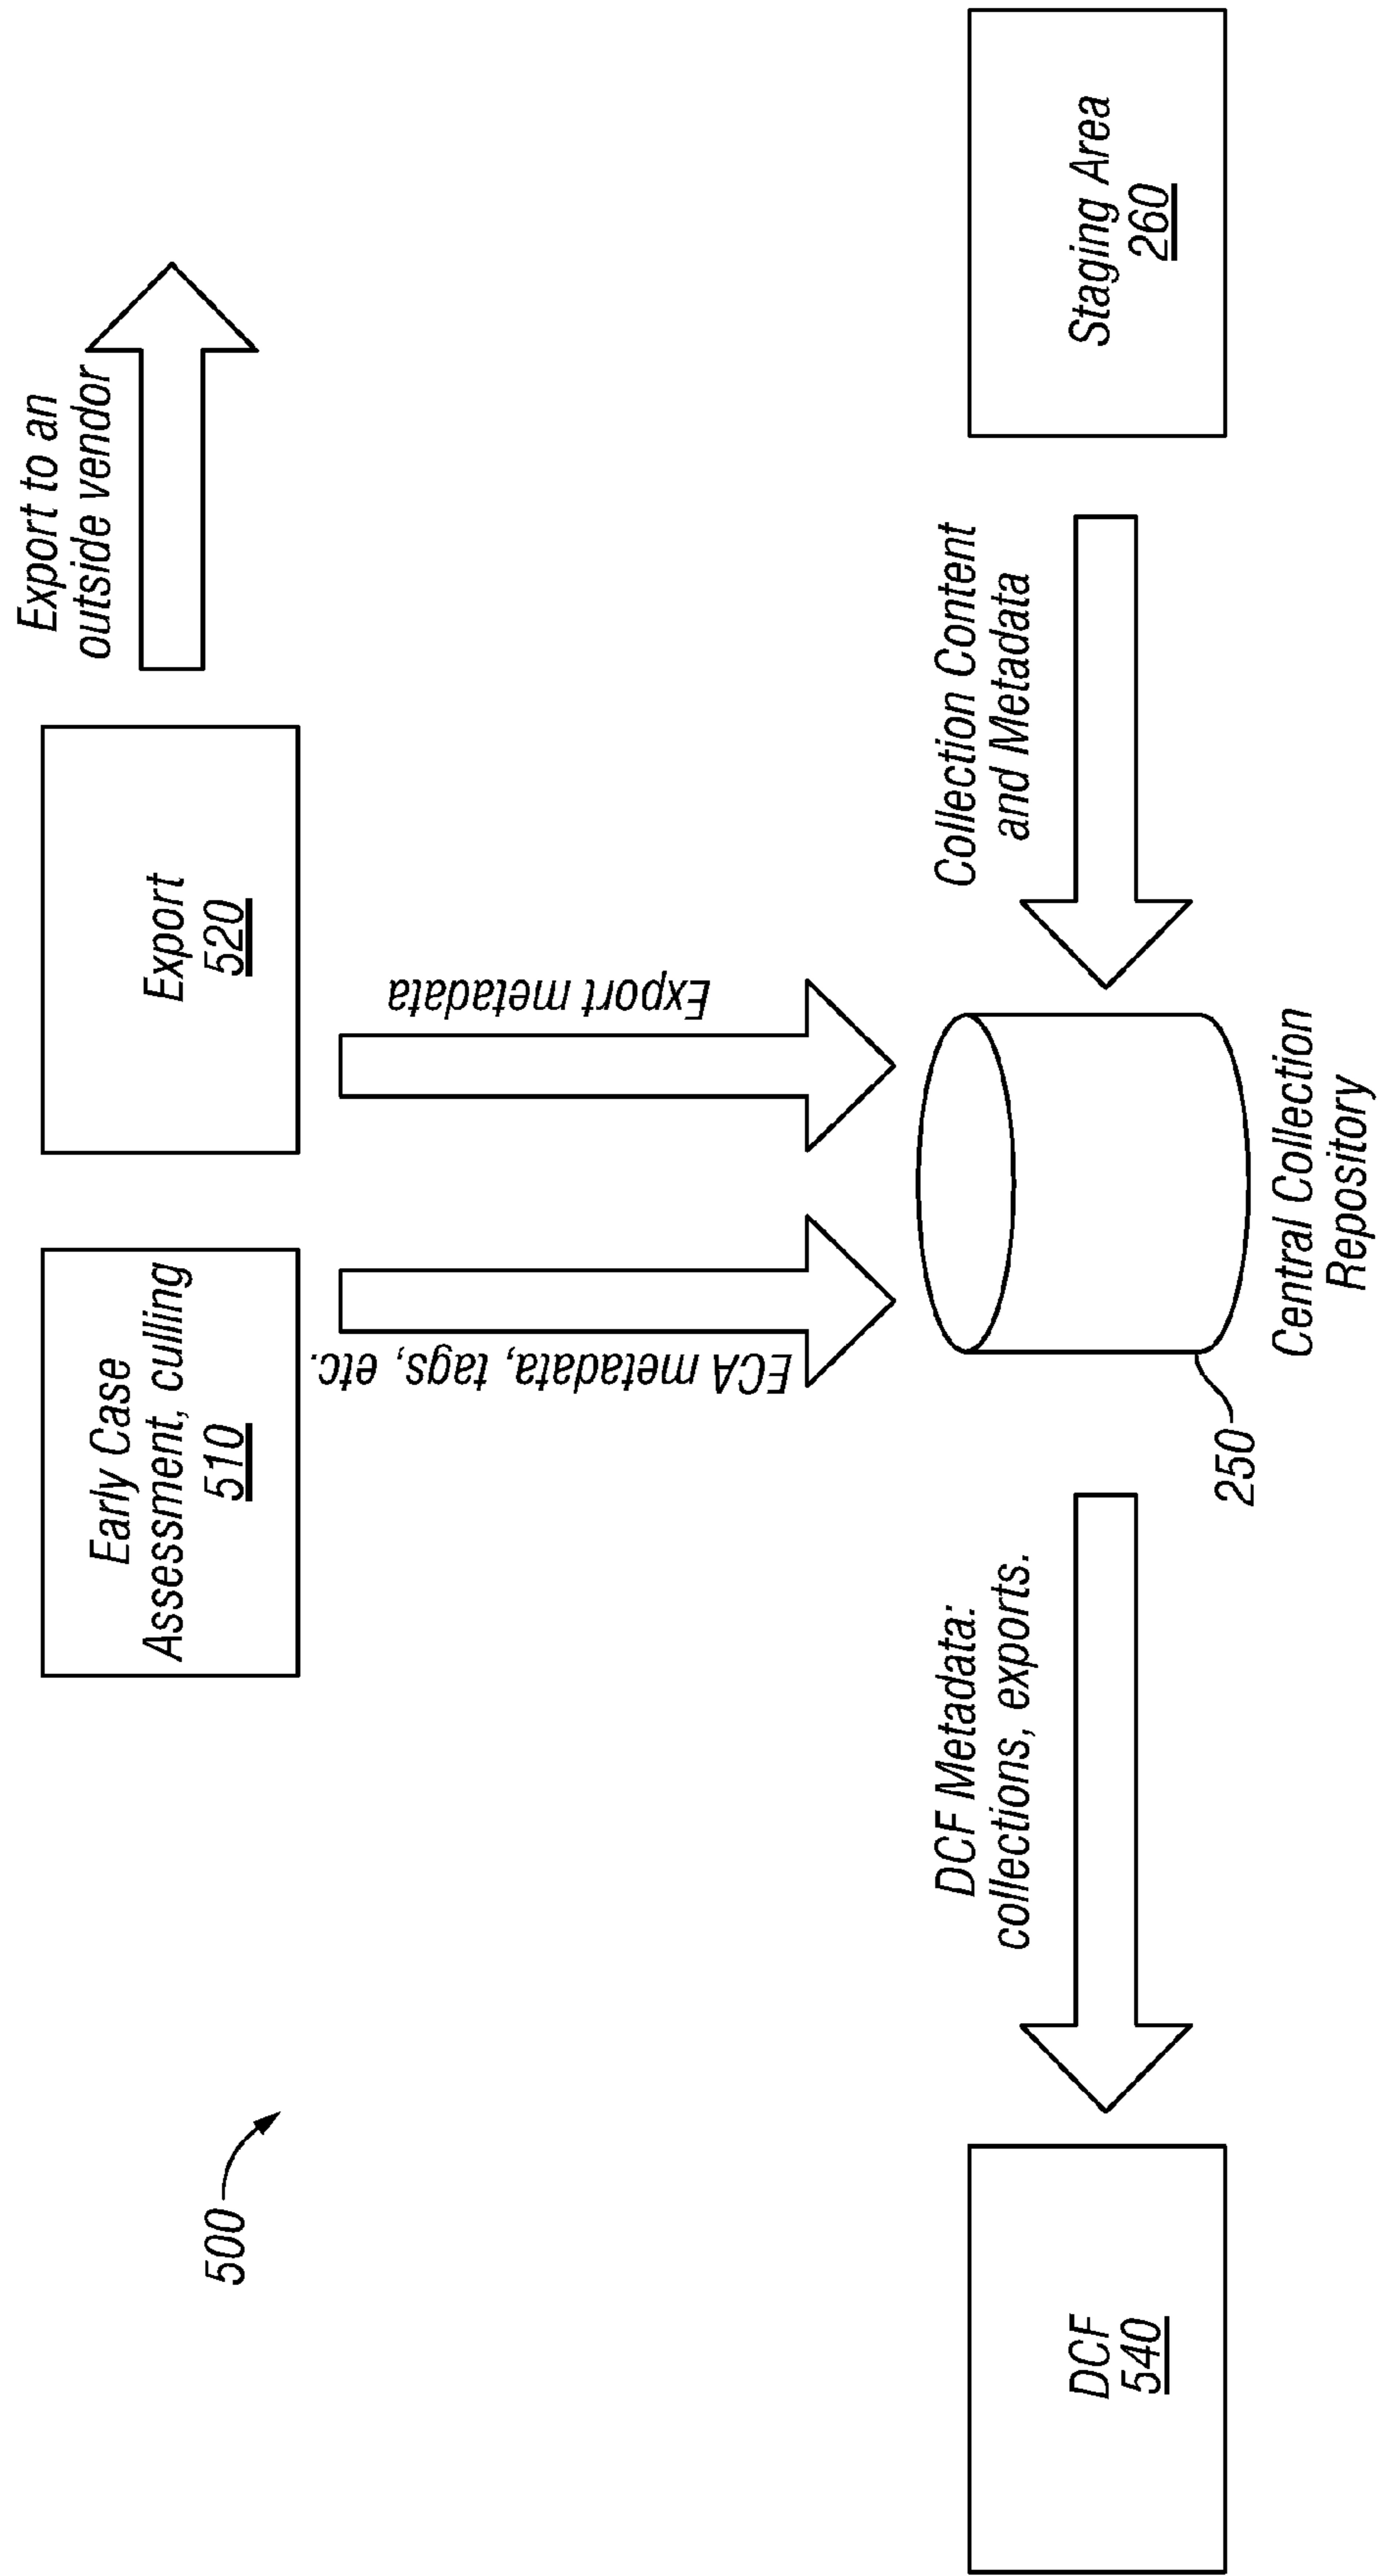 500
Early Case
Assessment, culling
510
Export
520
Export to an
outside vendor
ECA metadata, tags, etc.
Export metadata
DCF
540
DCF Metadata:
collections, exports.
250
Central Collection
Repository
Collection Content
and Metadata
Staging Area
260